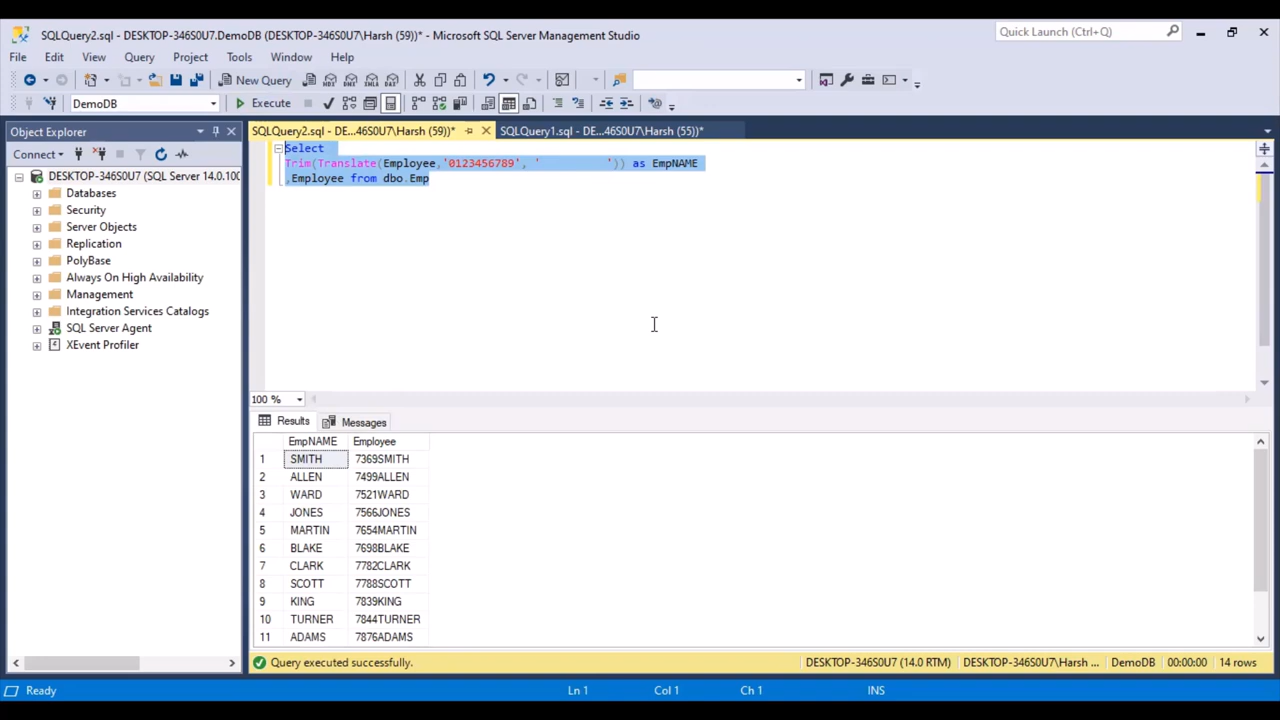 SQLQuery2.sql - DESKTOP-346S0U7.DemoDB (DESKTOP-346S0U7\Harsh (59))* - Microsoft SQL Server Management Studio
Quick Launch (Ctrl+Q)
File Edit View Query Project Tools Window Help
New Query
DemoDB Execute
Object Explorer
SQLQuery2.sql - DE...46S0U7\Harsh (59))* SQLQuery1.sql - DE...46S0U7\Harsh (55))*
Connect
DESKTOP-346S0U7 (SQL Server 14.0.100
Databases
Security
Server Objects
Replication
PolyBase
Always On High Availability
Management
Integration Services Catalogs
SQL Server Agent
XEvent Profiler
Select
Trim(Translate(Employee,'0123456789', '          ')) as EmpNAME
,Employee from dbo.Emp
100 %
Results Messages
EmpNAME Employee
1 SMITH 7369SMITH
2 ALLEN 7499ALLEN
3 WARD 7521WARD
4 JONES 7566JONES
5 MARTIN 7654MARTIN
6 BLAKE 7698BLAKE
7 CLARK 7782CLARK
8 SCOTT 7788SCOTT
9 KING 7839KING
10 TURNER 7844TURNER
11 ADAMS 7876ADAMS
Query executed successfully. DESKTOP-346S0U7 (14.0 RTM) DESKTOP-346S0U7\Harsh ... DemoDB 00:00:00 14 rows
Ready Ln 1 Col 1 Ch 1 INS